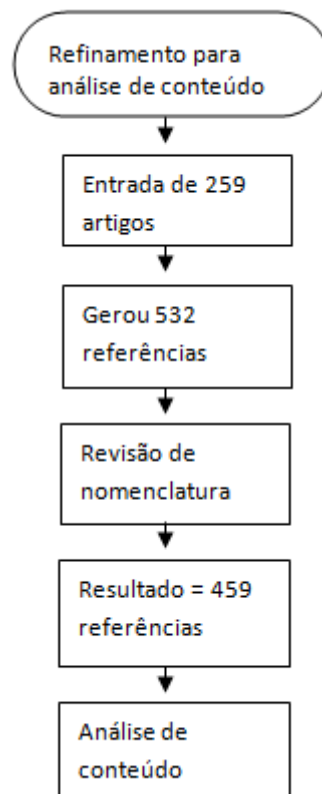 Refinamento para
análise de conteúdo
Entrada de 259
artigos
Gerou 532
referências
Revisão de
nomenclatura
Resultado = 459
referências
Análise de
conteúdo